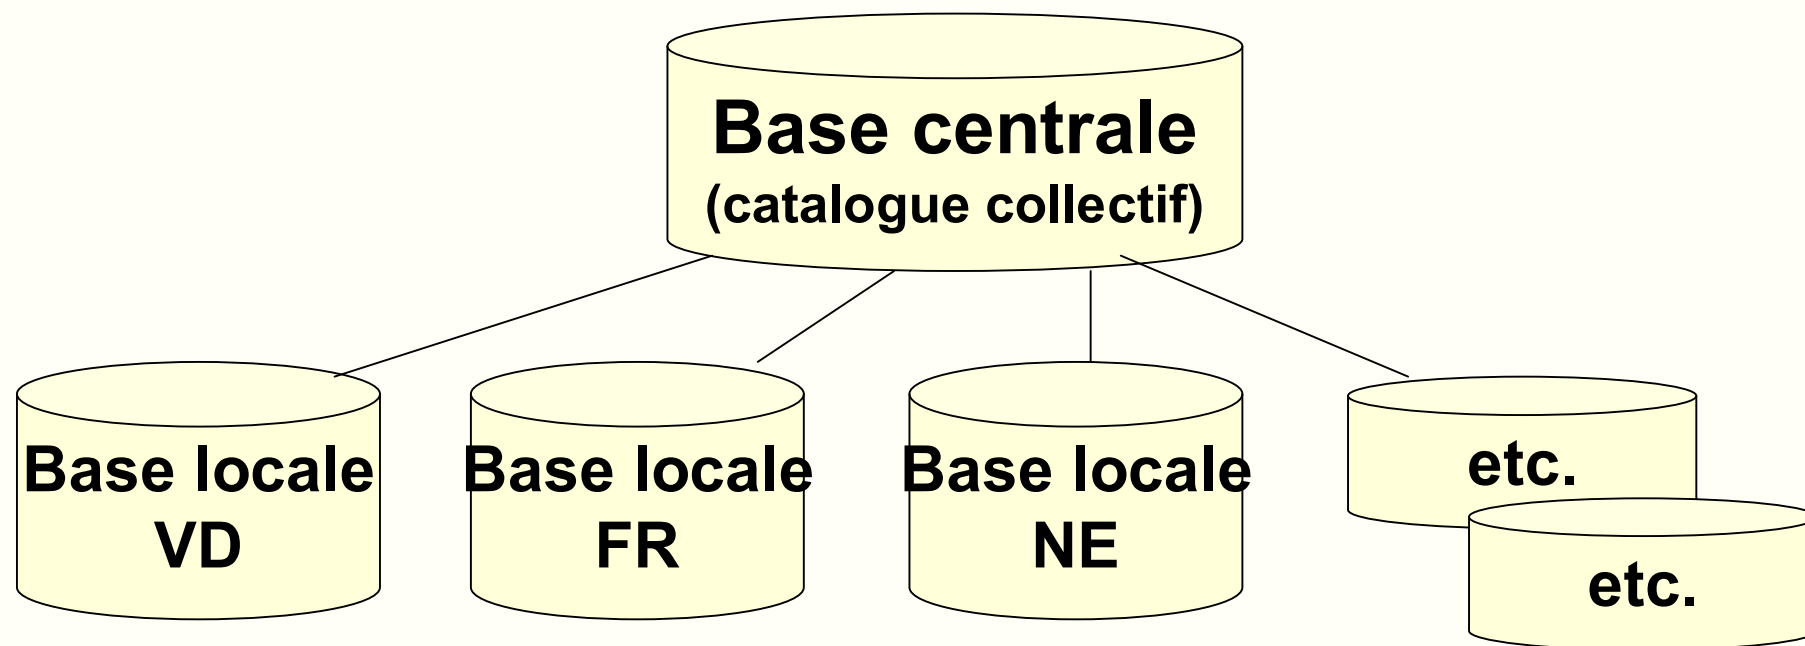 Base centrale
(catalogue collectif)
Base locale
VD
Base locale
FR
Base locale
NE
etc.
etc.